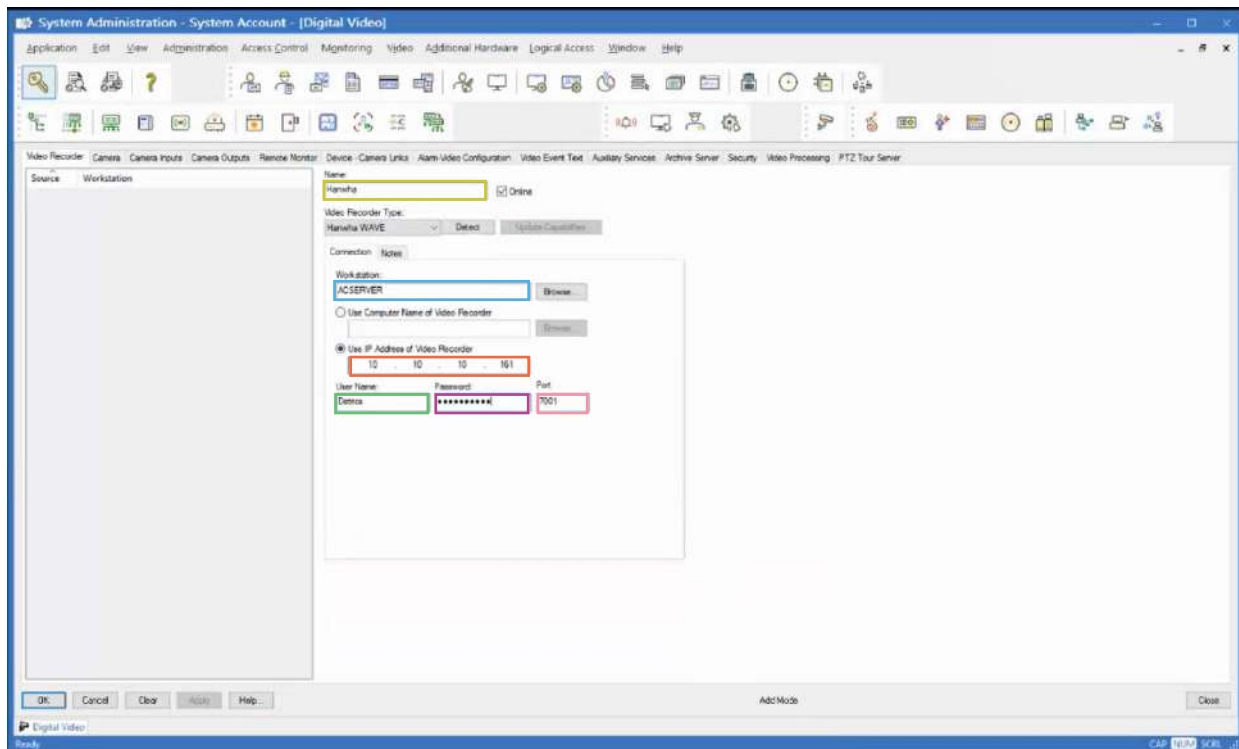 System Administration - System Account - [Digital Video]
Application Edit View Administration Access Control Monitoring Video Additional Hardware Logical Access Window Help
Video Recorder Camera Camera Inputs Camera Outputs Remote Monitor Device - Camera Links Alarm-Video Configuration Video Event Text Auxiliary Services Archive Server Security Video Processing PTZ Tour Server
Source Workstation
Name:
Hanwha
Online
Video Recorder Type:
Hanwha WAVE Detect Update Capabilities
Connection Notes
Workstation:
ACSERVER Browse...
Use Computer Name of Video Recorder
Browse...
Use IP Address of Video Recorder
10 . 10 . 10 . 161
User Name: Password: Port
●●●●●●●●●● 7001
OK Cancel Clear Apply Help... Add Mode Close
Digital Video
Ready CAP NUM SCRL